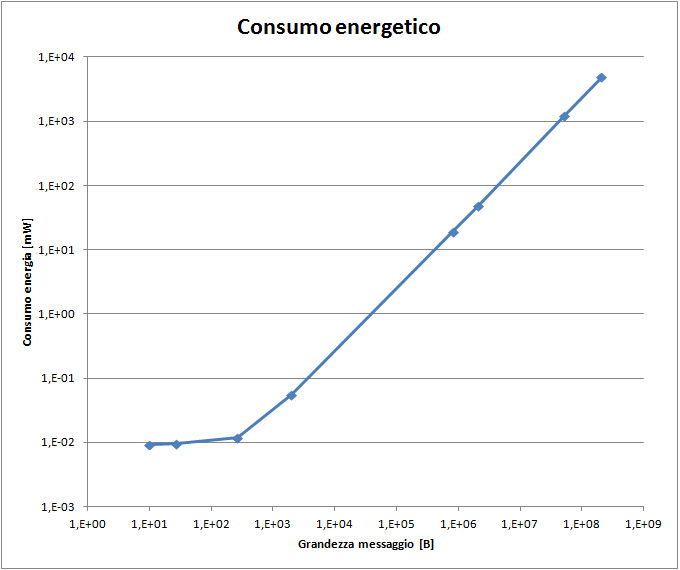 Consumo energetico
1,E+04
1,E+03
1,E+02
1,E+01
1,E+00
1,E-01
1,E-02
1,E-03
Consumo energia [mW]
1,E+00 1,E+01 1,E+02 1,E+03 1,E+04 1,E+05 1,E+06 1,E+07 1,E+08 1,E+09
Grandezza messaggio [B]